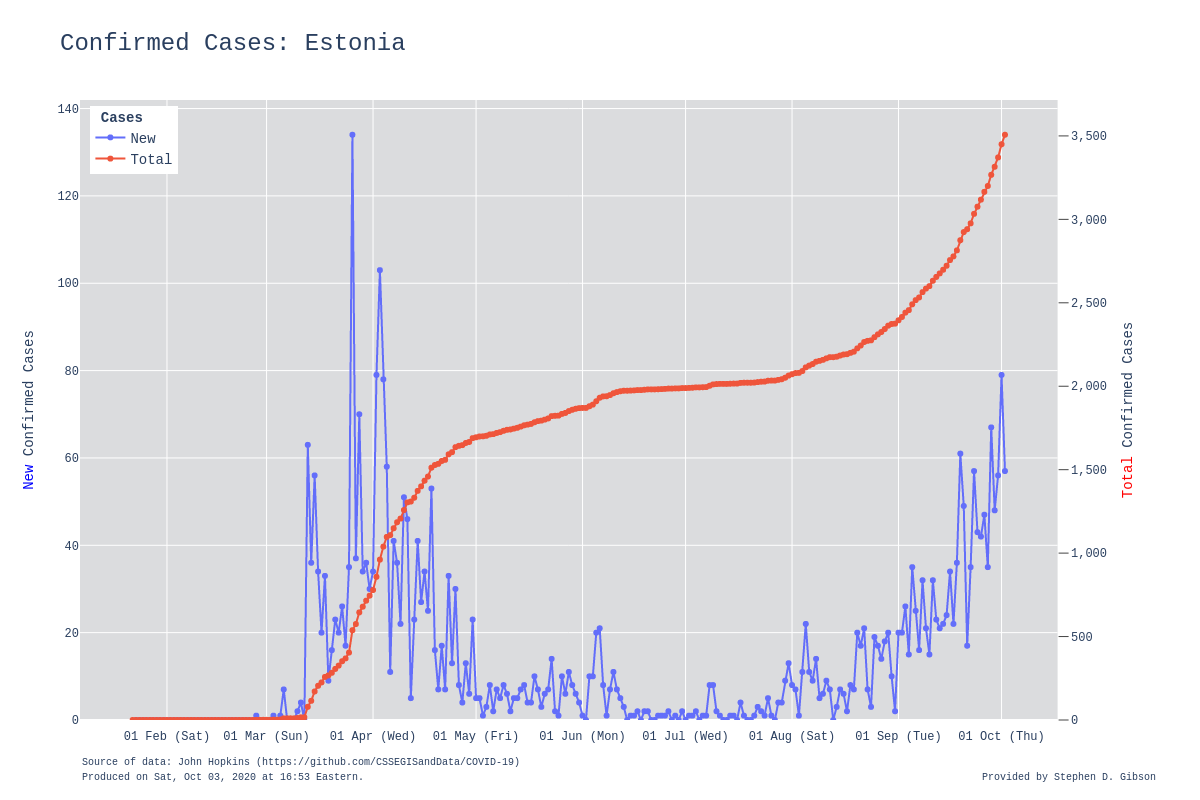 Confirmed Cases: Estonia
Cases
New
Total
140
120
100
80
60
40
20
0
3,500
3,000
2,500
2,000
1,500
1,000
500
0
New Confirmed Cases
Total Confirmed Cases
01 Feb (Sat) 01 Mar (Sun) 01 Apr (Wed) 01 May (Fri) 01 Jun (Mon) 01 Jul (Wed) 01 Aug (Sat) 01 Sep (Tue) 01 Oct (Thu)
Source of data: John Hopkins (https://github.com/CSSEGISandData/COVID-19)
Produced on Sat, Oct 03, 2020 at 16:53 Eastern.
Provided by Stephen D. Gibson